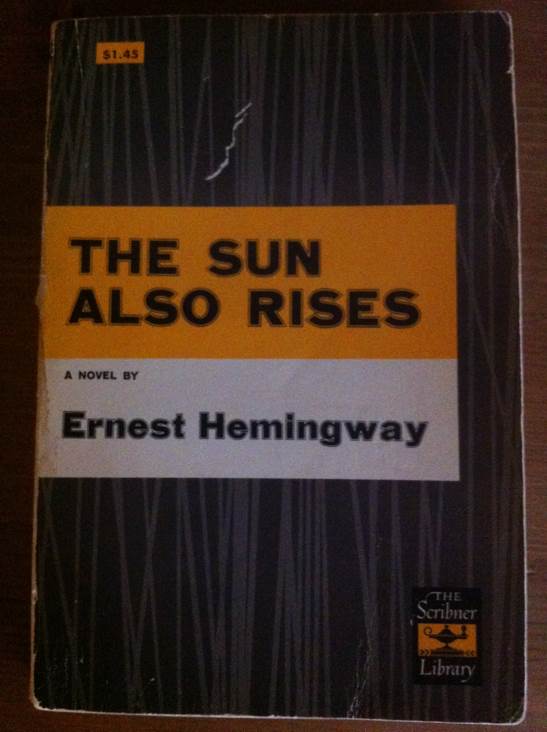 $1.45
THE SUN
ALSO RISES
A NOVEL BY
Ernest Hemingway
THE
Scribner
Library